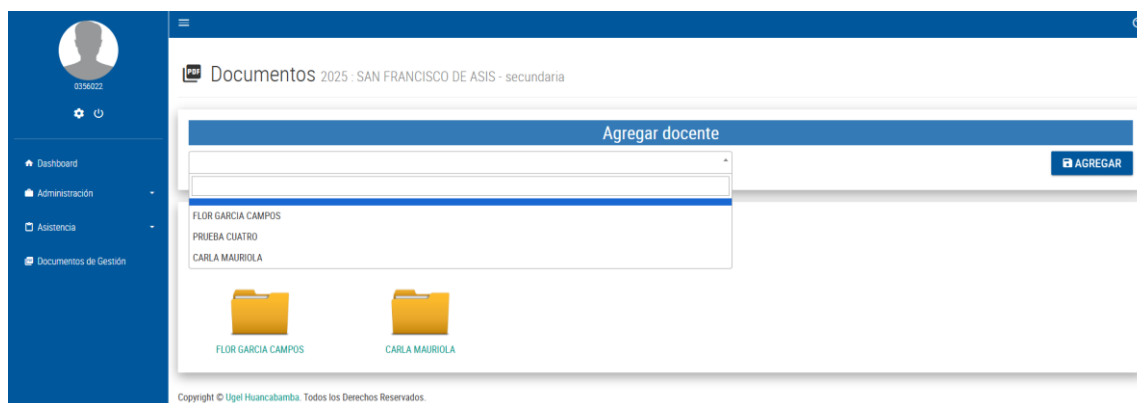 0356022
Dashboard
Administración
Asistencia
Documentos de Gestión
PDF
Documentos 2025 : SAN FRANCISCO DE ASIS - secundaria
Agregar docente
AGREGAR
FLOR GARCIA CAMPOS
PRUEBA CUATRO
CARLA MAURIOLA
FLOR GARCIA CAMPOS CARLA MAURIOLA
Copyright © Ugel Huancabamba. Todos los Derechos Reservados.